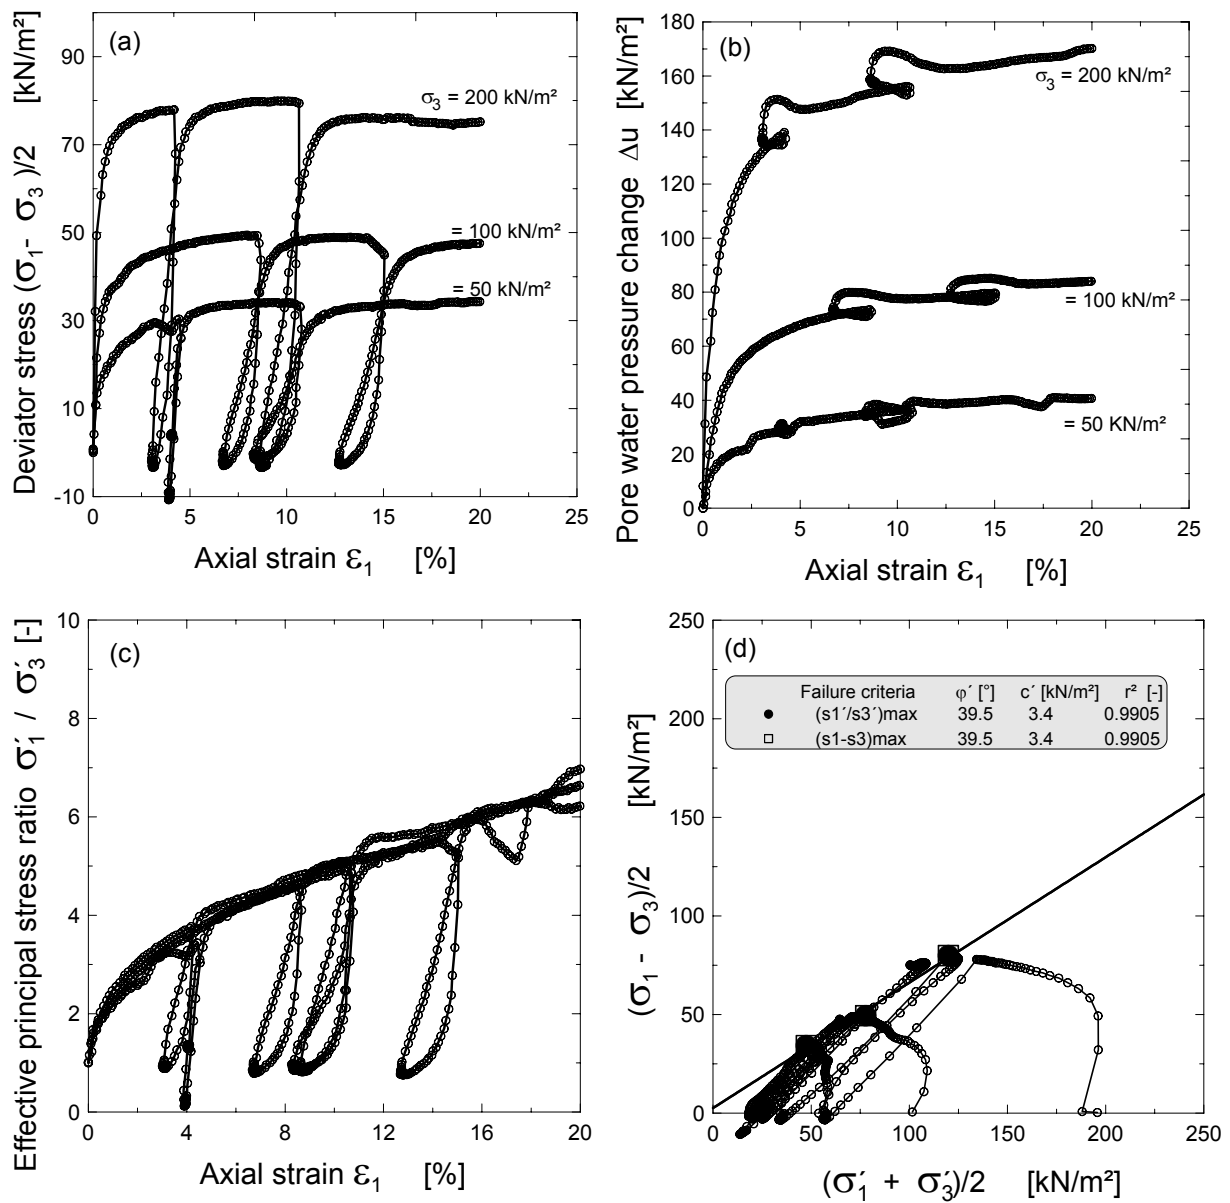 (a)
Deviator stress (σ₁- σ₃)/2 [kN/m²]
90
70
50
30
10
-10
σ₃ = 200 kN/m²
= 100 kN/m²
= 50 kN/m²
0 5 10 15 20 25
Axial strain ε₁ [%]
(b)
Pore water pressure change Δu [kN/m²]
180
160
140
120
100
80
60
40
20
0
σ₃ = 200 kN/m²
= 100 kN/m²
= 50 KN/m²
0 5 10 15 20 25
Axial strain ε₁ [%]
(c)
Effective principal stress ratio σ₁´ / σ₃´ [-]
10
8
6
4
2
0
0 4 8 12 16 20
Axial strain ε₁ [%]
(d)
(σ₁ - σ₃)/2 [kN/m²]
250
200
150
100
50
0
Failure criteria φ´ [°] c´ [kN/m²] r² [-]
(s1´/s3´)max 39.5 3.4 0.9905
(s1-s3)max 39.5 3.4 0.9905
0 50 100 150 200 250
(σ₁´ + σ₃´)/2 [kN/m²]